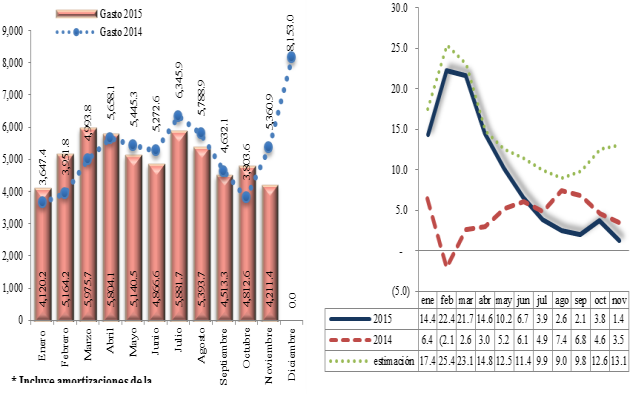 Gasto 2015
Gasto 2014
9,000
8,000
7,000
6,000
5,000
4,000
3,000
2,000
1,000
0
3,647.4
3,951.8
4,993.8
5,658.1
5,445.3
5,272.6
6,345.9
5,788.9
4,632.1
3,803.6
5,360.9
8,153.0
4,120.2
5,164.2
5,975.7
5,804.1
5,140.5
4,866.6
5,881.7
5,393.7
4,513.3
4,812.6
4,211.4
0.0
Enero
Febrero
Marzo
Abril
Mayo
Junio
Julio
Agosto
Septiembre
Octubre
Noviembre
Diciembre
* Incluye amortizaciones de la
30.0
25.0
20.0
15.0
10.0
5.0
-
(5.0)
ene feb mar abr may jun jul ago sep oct nov
2015 14.4 22.4 21.7 14.6 10.2 6.7 3.9 2.6 2.1 3.8 1.4
2014 6.4 (2.1 2.6 3.0 5.2 6.1 4.9 7.4 6.8 4.6 3.5
estimación 17.4 25.4 23.1 14.8 12.5 11.4 9.9 9.0 9.8 12.6 13.1